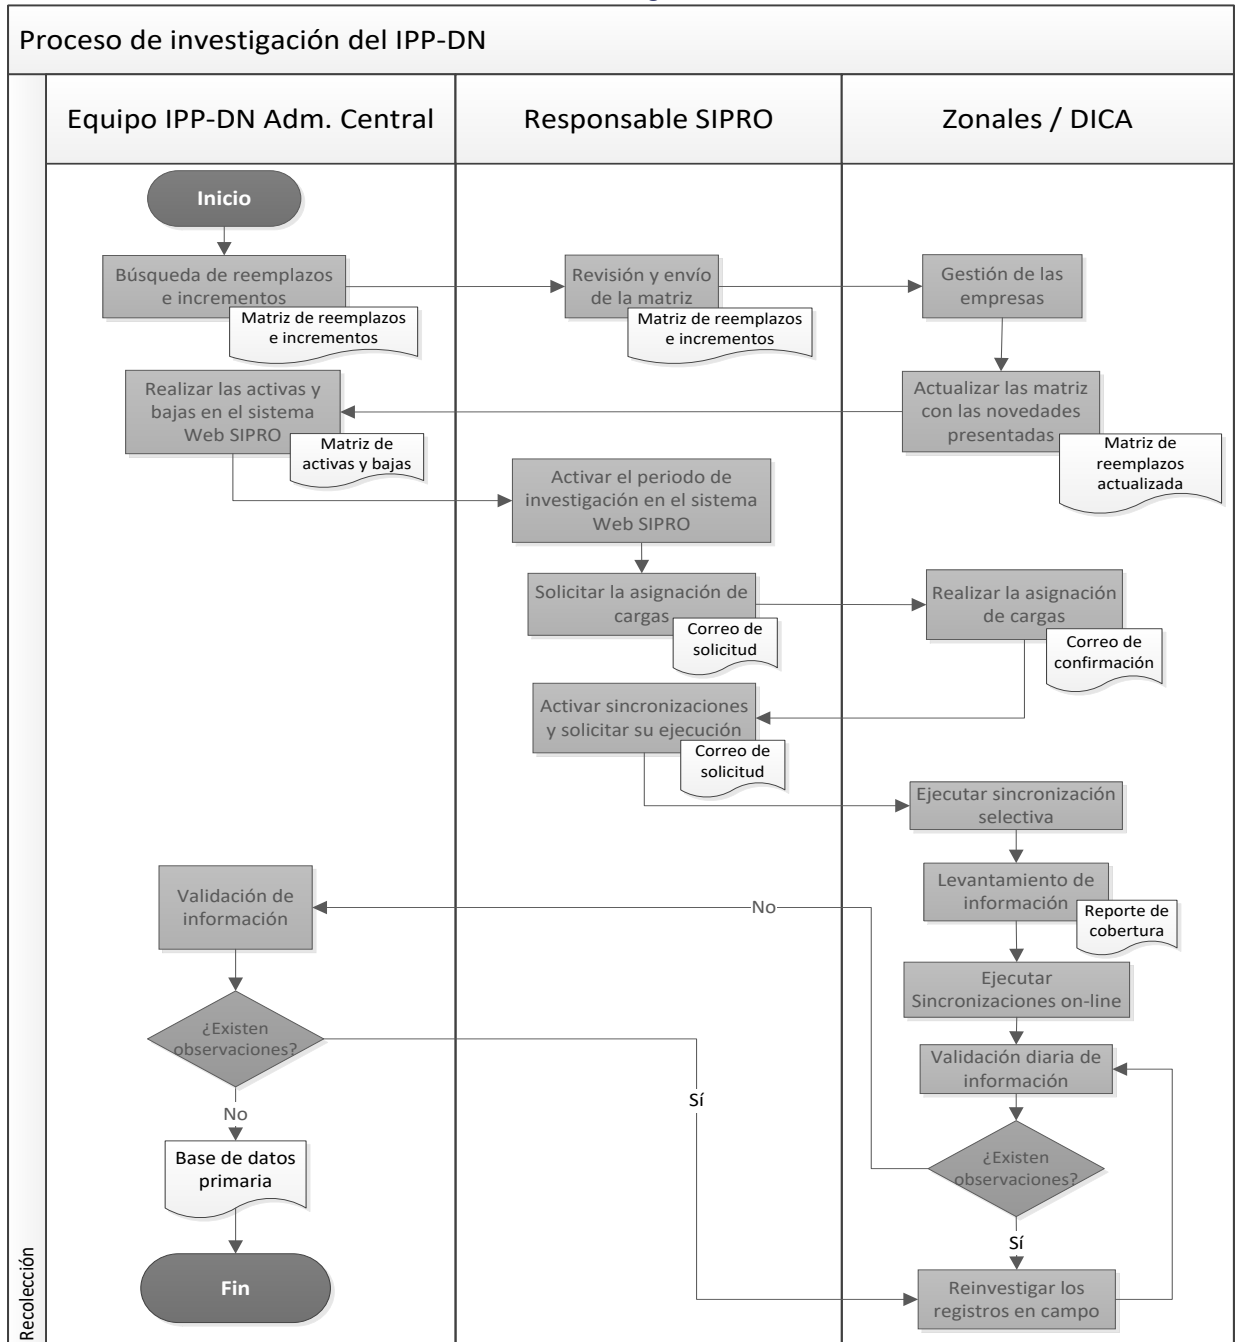 Proceso de investigación del IPP-DN
Equipo IPP-DN Adm. Central
Responsable SIPRO
Zonales / DICA
Inicio
Búsqueda de reemplazos
e incrementos
Matriz de reemplazos
e incrementos
Revisión y envío
de la matriz
Matriz de reemplazos
e incrementos
Gestión de las
empresas
Actualizar las matriz
con las novedades
presentadas
Matriz de
reemplazos
actualizada
Realizar las activas y
bajas en el sistema
Web SIPRO
Matriz de
activas y bajas
Activar el periodo de
investigación en el sistema
Web SIPRO
Solicitar la asignación de
cargas
Correo de
solicitud
Realizar la asignación
de cargas
Correo de
confirmación
Activar sincronizaciones
y solicitar su ejecución
Correo de
solicitud
Ejecutar sincronización
selectiva
Levantamiento de
información
Reporte de
cobertura
Ejecutar
Sincronizaciones on-line
Validación diaria de
información
¿Existen
observaciones?
Sí
Reinvestigar los
registros en campo
No
Validación de
información
¿Existen
observaciones?
Sí
No
Base de datos
primaria
Fin
Recolección